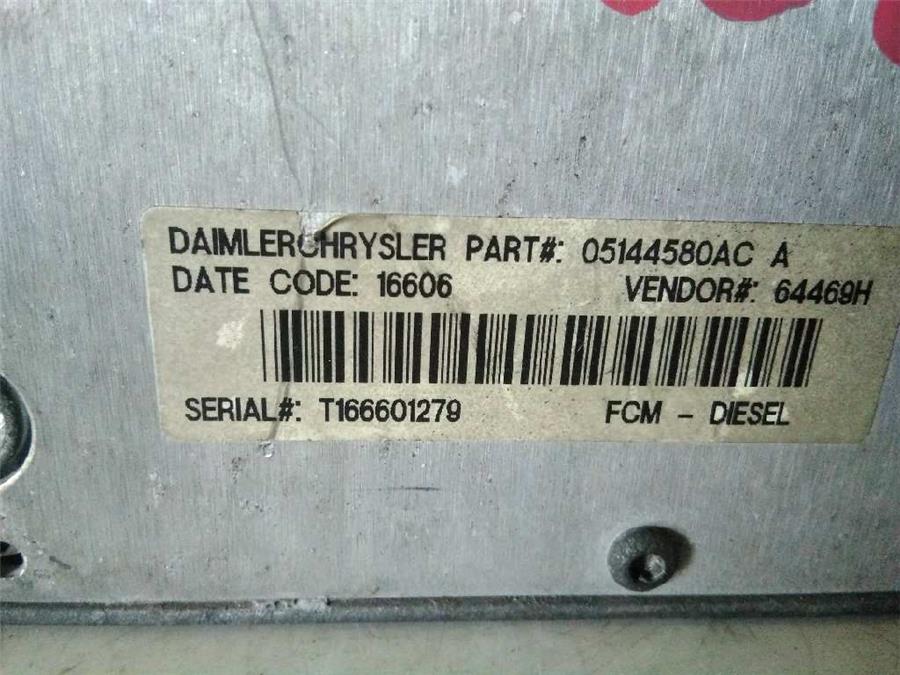 DAIMLERCHRYSLER PART#: 05144580AC A
DATE CODE: 16606 VENDOR#: 64469H
SERIAL#: T166601279 FCM - DIESEL